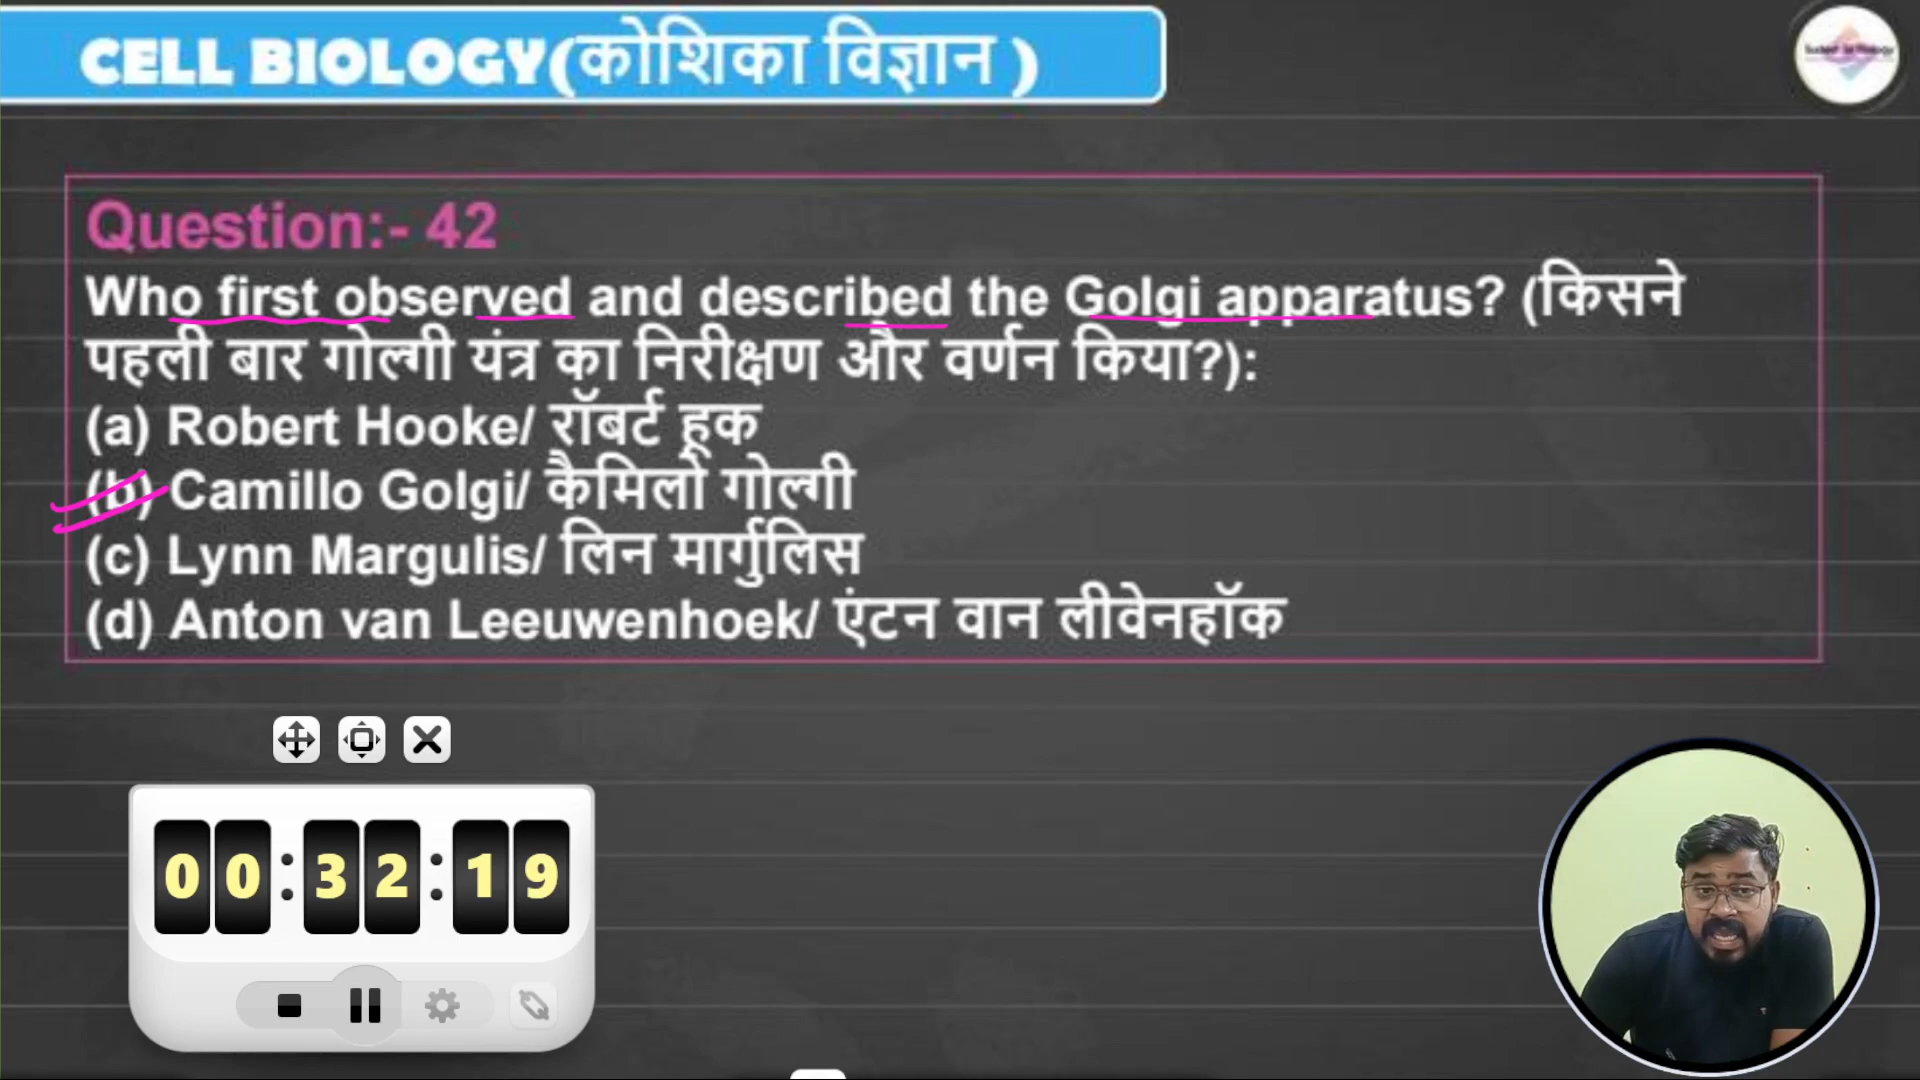 CELL BIOLOGY(कोशिका विज्ञान )
Question:- 42
Who first observed and described the Golgi apparatus? (किसने
पहली बार गोल्गी यंत्र का निरीक्षण और वर्णन किया?):
(a) Robert Hooke/ रॉबर्ट हूक
(b) Camillo Golgi/ कैमिलो गोल्गी
(c) Lynn Margulis/ लिन मार्गुलिस
(d) Anton van Leeuwenhoek/ एंटन वान लीवेनहॉक
00:32:19